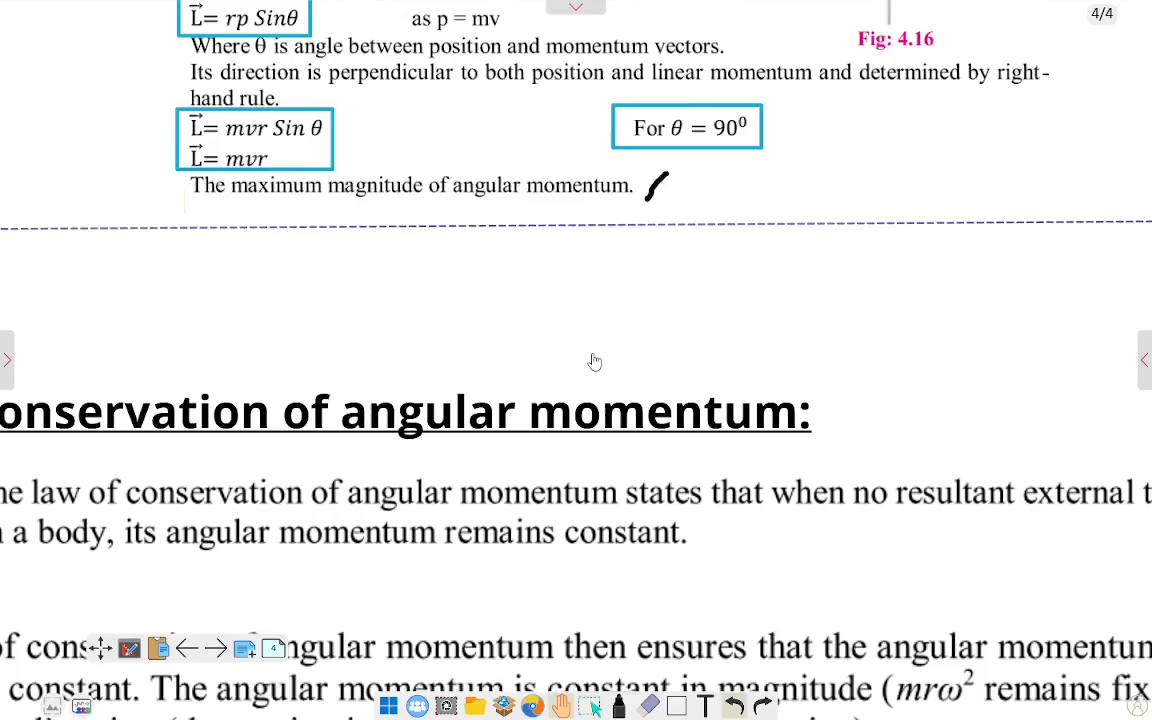 L⃗= rp Sinθ as p = mv
4/4
Where θ is angle between position and momentum vectors.
Fig: 4.16
Its direction is perpendicular to both position and linear momentum and determined by right-
hand rule.
L⃗= mvr Sin θ For θ = 90⁰
L⃗= mvr
The maximum magnitude of angular momentum.
onservation of angular momentum:
he law of conservation of angular momentum states that when no resultant external t
a body, its angular momentum remains constant.
of cons ngular momentum then ensures that the angular momentum
4
constant. The angular momentum is constant in magnitude (mrω² remains fix